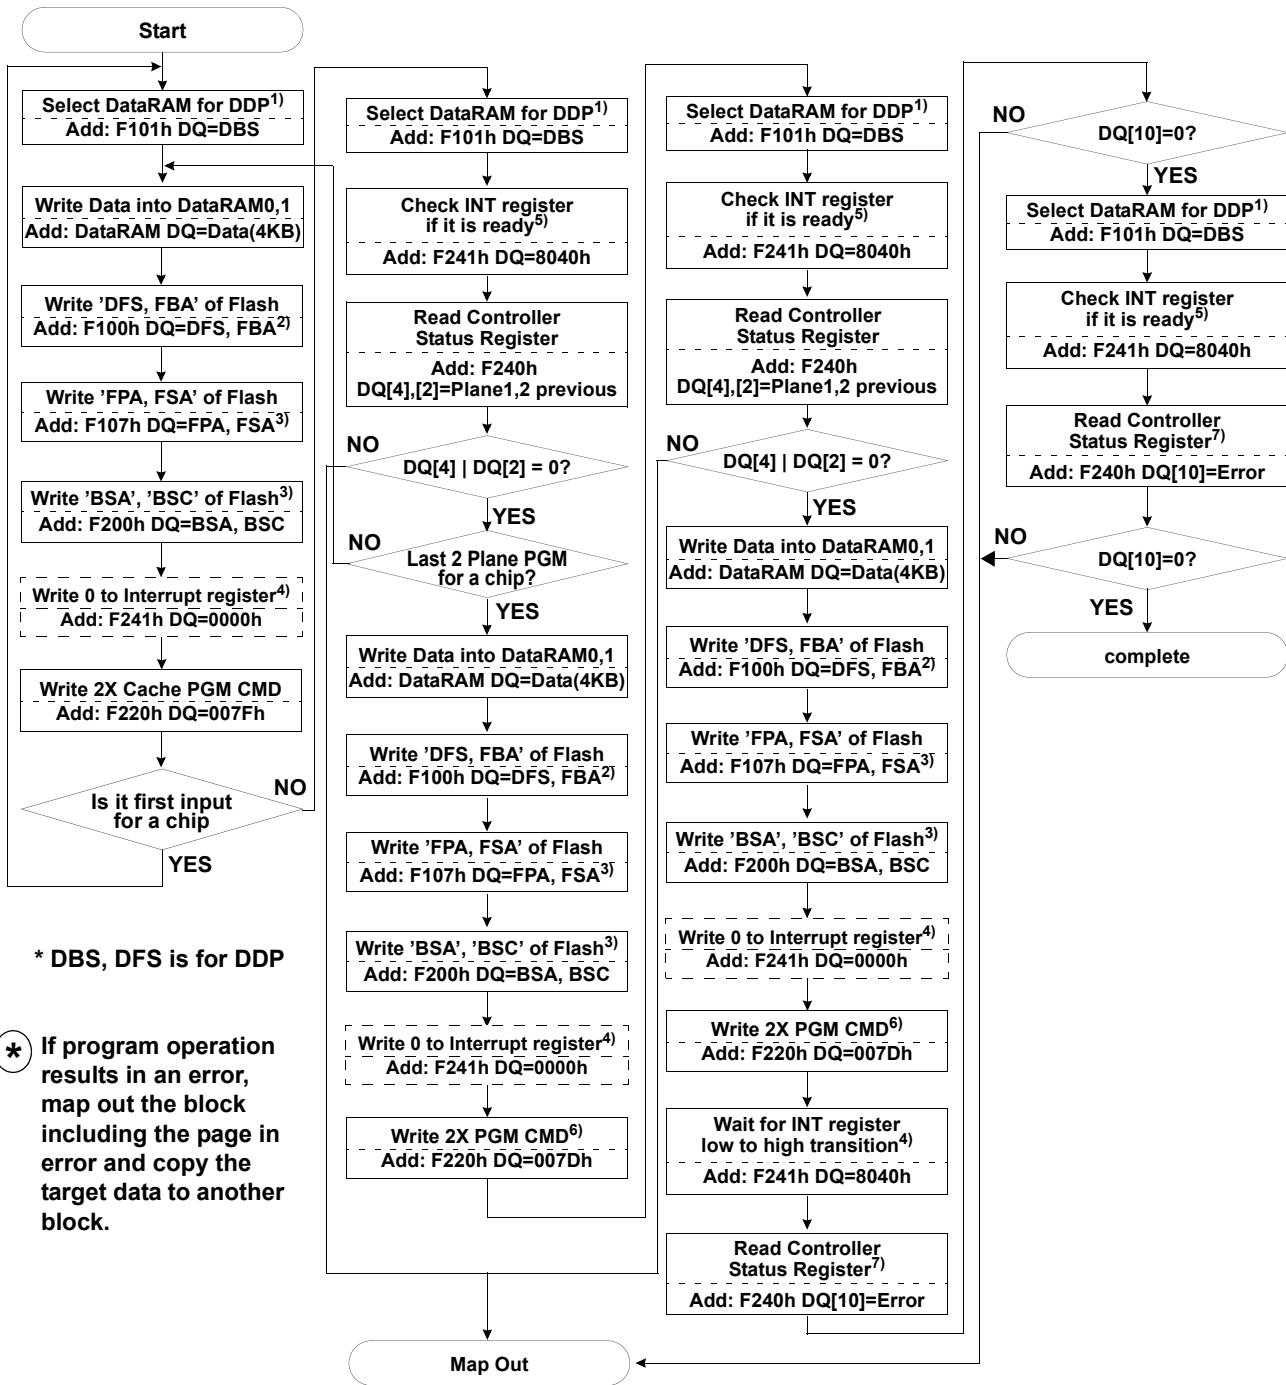 Start
Select DataRAM for DDP1)
Add: F101h DQ=DBS
Write Data into DataRAM0,1
Add: DataRAM DQ=Data(4KB)
Write 'DFS, FBA' of Flash
Add: F100h DQ=DFS, FBA2)
Write 'FPA, FSA' of Flash
Add: F107h DQ=FPA, FSA3)
Write 'BSA', 'BSC' of Flash3)
Add: F200h DQ=BSA, BSC
Write 0 to Interrupt register4)
Add: F241h DQ=0000h
Write 2X Cache PGM CMD
Add: F220h DQ=007Fh
Is it first input
for a chip
NO
YES
* DBS, DFS is for DDP
* If program operation
results in an error,
map out the block
including the page in
error and copy the
target data to another
block.
Select DataRAM for DDP1)
Add: F101h DQ=DBS
Check INT register
if it is ready5)
Add: F241h DQ=8040h
Read Controller
Status Register
Add: F240h
DQ[4],[2]=Plane1,2 previous
NO
DQ[4] | DQ[2] = 0?
YES
NO
Last 2 Plane PGM
for a chip?
YES
Write Data into DataRAM0,1
Add: DataRAM DQ=Data(4KB)
Write 'DFS, FBA' of Flash
Add: F100h DQ=DFS, FBA2)
Write 'FPA, FSA' of Flash
Add: F107h DQ=FPA, FSA3)
Write 'BSA', 'BSC' of Flash3)
Add: F200h DQ=BSA, BSC
Write 0 to Interrupt register4)
Add: F241h DQ=0000h
Write 2X PGM CMD6)
Add: F220h DQ=007Dh
Map Out
Select DataRAM for DDP1)
Add: F101h DQ=DBS
Check INT register
if it is ready5)
Add: F241h DQ=8040h
Read Controller
Status Register
Add: F240h
DQ[4],[2]=Plane1,2 previous
NO
DQ[4] | DQ[2] = 0?
YES
Write Data into DataRAM0,1
Add: DataRAM DQ=Data(4KB)
Write 'DFS, FBA' of Flash
Add: F100h DQ=DFS, FBA2)
Write 'FPA, FSA' of Flash
Add: F107h DQ=FPA, FSA3)
Write 'BSA', 'BSC' of Flash3)
Add: F200h DQ=BSA, BSC
Write 0 to Interrupt register4)
Add: F241h DQ=0000h
Write 2X PGM CMD6)
Add: F220h DQ=007Dh
Wait for INT register
low to high transition4)
Add: F241h DQ=8040h
Read Controller
Status Register7)
Add: F240h DQ[10]=Error
NO
DQ[10]=0?
YES
Select DataRAM for DDP1)
Add: F101h DQ=DBS
Check INT register
if it is ready5)
Add: F241h DQ=8040h
Read Controller
Status Register7)
Add: F240h DQ[10]=Error
NO
DQ[10]=0?
YES
complete